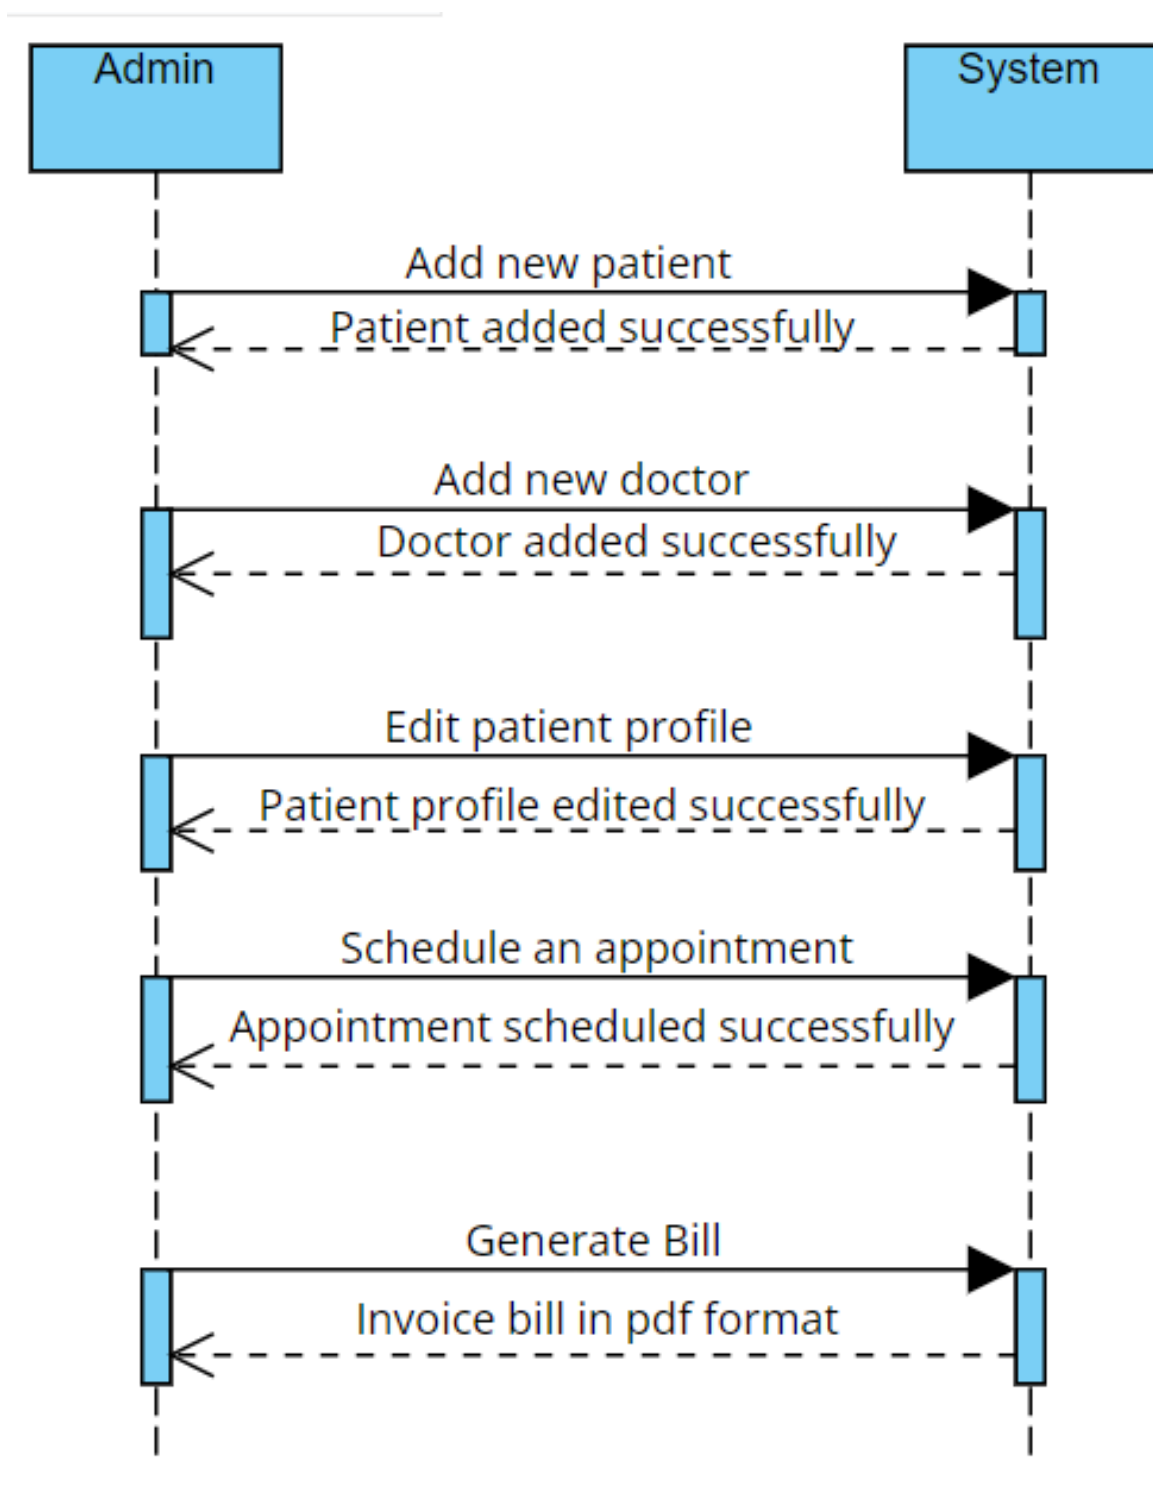 Admin
System
Add new patient
Patient added successfully
Add new doctor
Doctor added successfully
Edit patient profile
Patient profile edited successfully
Schedule an appointment
Appointment scheduled successfully
Generate Bill
Invoice bill in pdf format